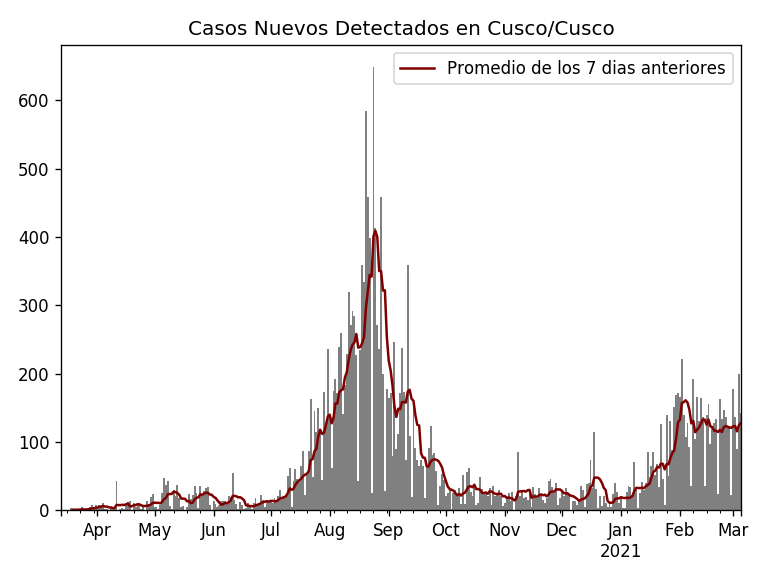 Casos Nuevos Detectados en Cusco/Cusco
Promedio de los 7 dias anteriores
600
500
400
300
200
100
0
Apr May Jun Jul Aug Sep Oct Nov Dec Jan Feb Mar
2021